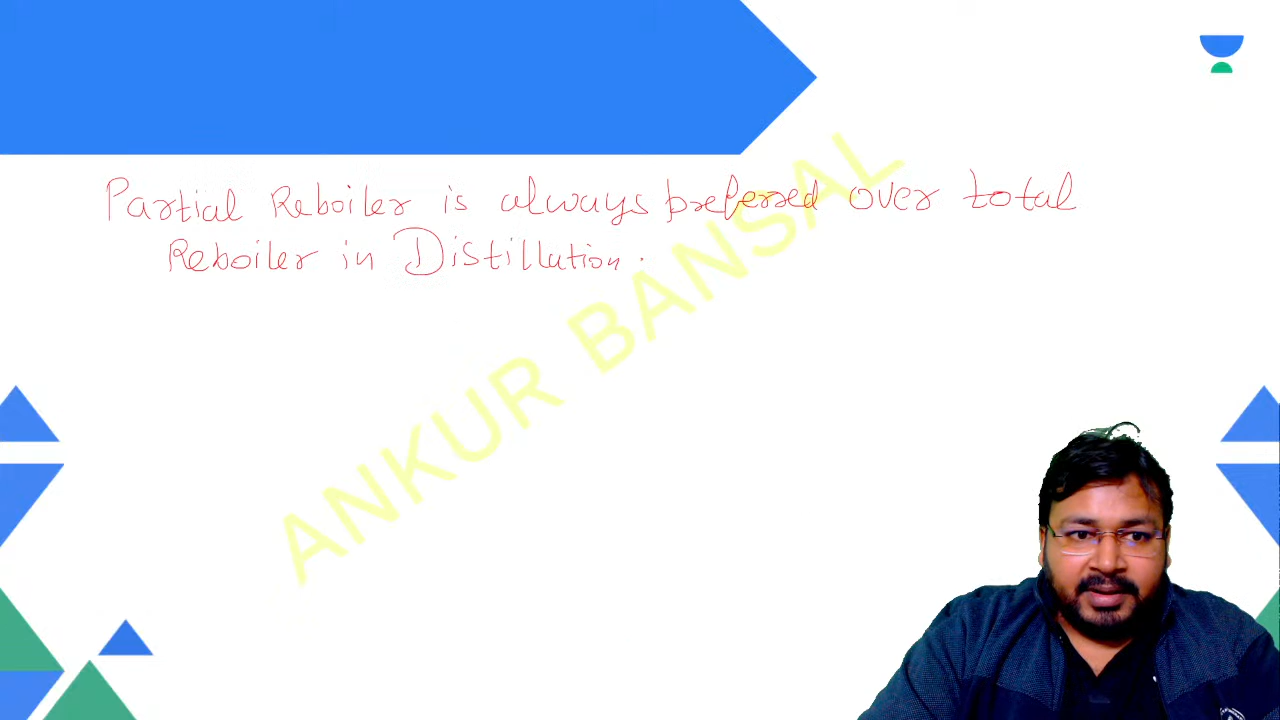 Partial Reboiler is always preferred over total
Reboiler in Distillation.
ANKUR BANSAL